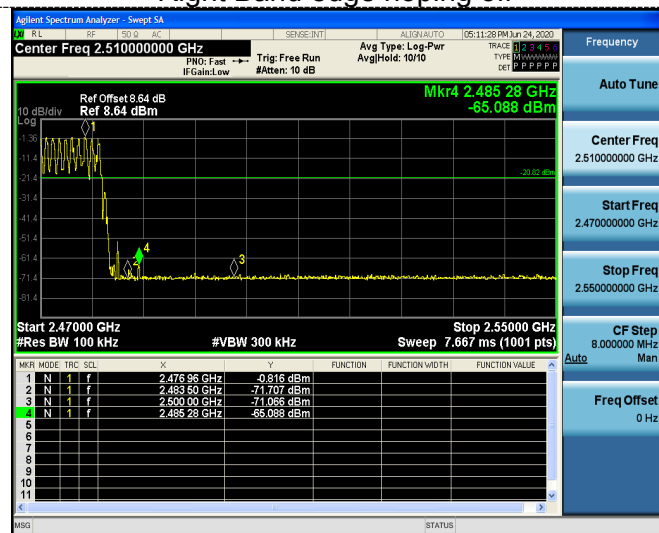 Right Band edge hoping on
Agilent Spectrum Analyzer - Swept SA
RL RF 50 Ω AC SENSE:INT ALIGNAUTO 05:11:28 PM Jun 24, 2020
Center Freq 2.510000000 GHz
PNO: Fast
IFGain:Low
Trig: Free Run
#Atten: 10 dB
Avg Type: Log-Pwr
Avg|Hold: 10/10
TRACE 1 2 3 4 5 6
TYPE M
DET P P P P P P
Mkr4 2.485 28 GHz
-65.088 dBm
Ref Offset 8.64 dB
10 dB/div Ref 8.64 dBm
Log
1
-1.36
-11.4
-20.82 dBm
-21.4
-31.4
-41.4
-51.4
4
-61.4
2
3
-71.4
-81.4
Start 2.47000 GHz Stop 2.55000 GHz
#Res BW 100 kHz #VBW 300 kHz Sweep 7.667 ms (1001 pts)
MKR MODE TRC SCL X Y FUNCTION FUNCTION WIDTH FUNCTION VALUE
1 N 1 f 2.476 96 GHz -0.816 dBm
2 N 1 f 2.483 50 GHz -71.707 dBm
3 N 1 f 2.500 00 GHz -71.066 dBm
4 N 1 f 2.485 28 GHz -65.088 dBm
5
6
7
8
9
10
11
MSG STATUS
Frequency
Auto Tune
Center Freq
2.510000000 GHz
Start Freq
2.470000000 GHz
Stop Freq
2.550000000 GHz
CF Step
8.000000 MHz
Auto Man
Freq Offset
0 Hz